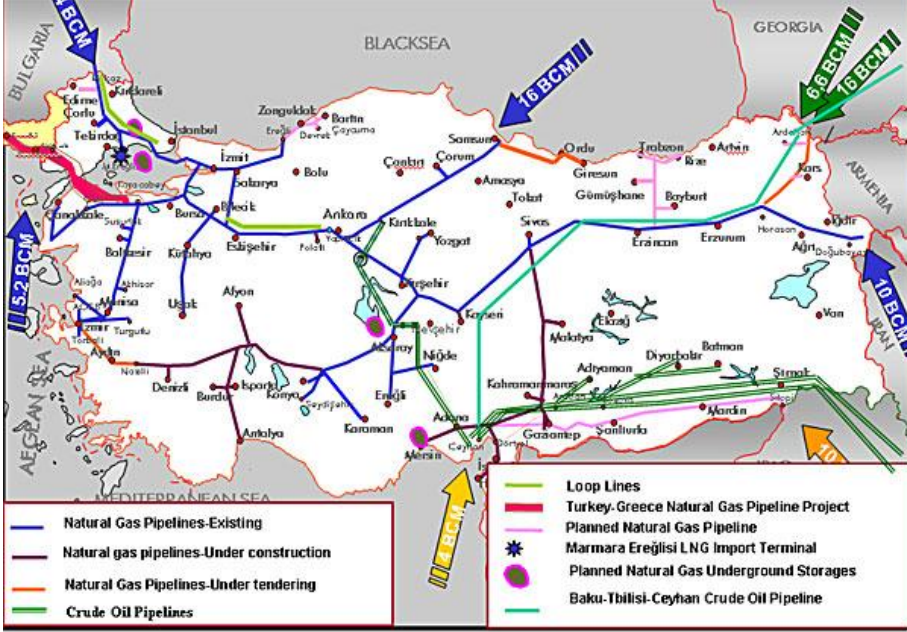 BULGARIA
4 BCM
BLACKSEA
GEORGIA
6,6 BCM
16 BCM
16 BCM
ARMENIA
IRAN
10 BCM
5.2 BCM
4 BCM
AEGEAN SEA
MEDITERRANEAN SEA
Kırklareli
Edirne
Çorlu
Tekirdağ
İstanbul
İzmit
Sakarya
Zonguldak
Ereğli
Devrek
Bartın
Çaycuma
Bolu
Çankırı
Çorum
Samsun
Amasya
Tokat
Ordu
Giresun
Trabzon
Rize
Artvin
Ardahan
Kars
Gümüşhane
Bayburt
Erzincan
Erzurum
Horasan
Ağrı
Iğdır
Doğubayazıt
Van
Sivas
Çanakkale
Karacabey
Bursa
Bilecik
Eskişehir
Polatlı
Ankara
Kırıkkale
Yozgat
Kırşehir
Kayseri
Nevşehir
Aksaray
Niğde
Balıkesir
Kütahya
Uşak
Afyon
Aliağa
Akhisar
Manisa
İzmir
Turgutlu
Torbalı
Aydın
Nazilli
Denizli
Isparta
Burdur
Antalya
Konya
Seydişehir
Karaman
Ereğli
Adana
Mersin
Ceyhan
Dörtyol
Malatya
Elazığ
Kahramanmaraş
Adıyaman
Diyarbakır
Batman
Şırnak
Silopi
Mardin
Şanlıurfa
Gaziantep
Natural Gas Pipelines-Existing
Natural gas pipelines-Under construction
Natural Gas Pipelines-Under tendering
Crude Oil Pipelines
Loop Lines
Turkey-Greece Natural Gas Pipeline Project
Planned Natural Gas Pipeline
Marmara Ereğlisi LNG Import Terminal
Planned Natural Gas Underground Storages
Baku-Tbilisi-Ceyhan Crude Oil Pipeline